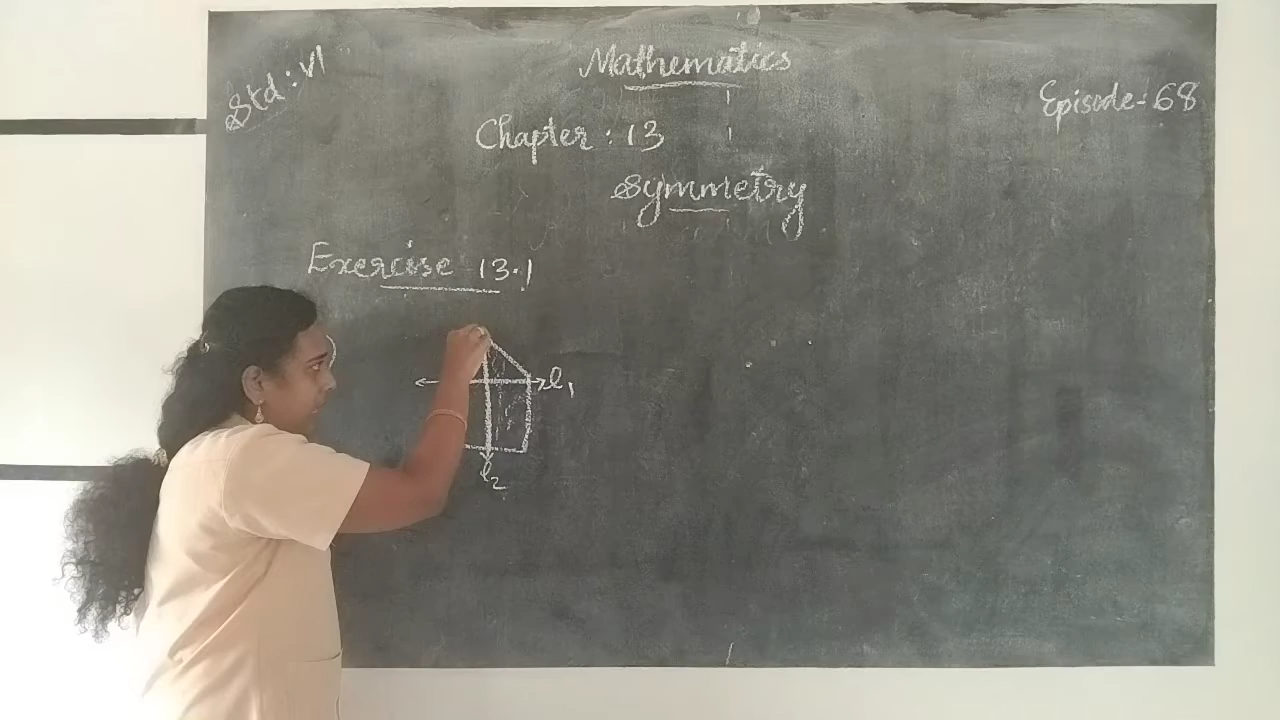 Std : VI
Mathematics
Episode - 68
Chapter : 13
Symmetry
Exercise 13.1
l₁
l₂